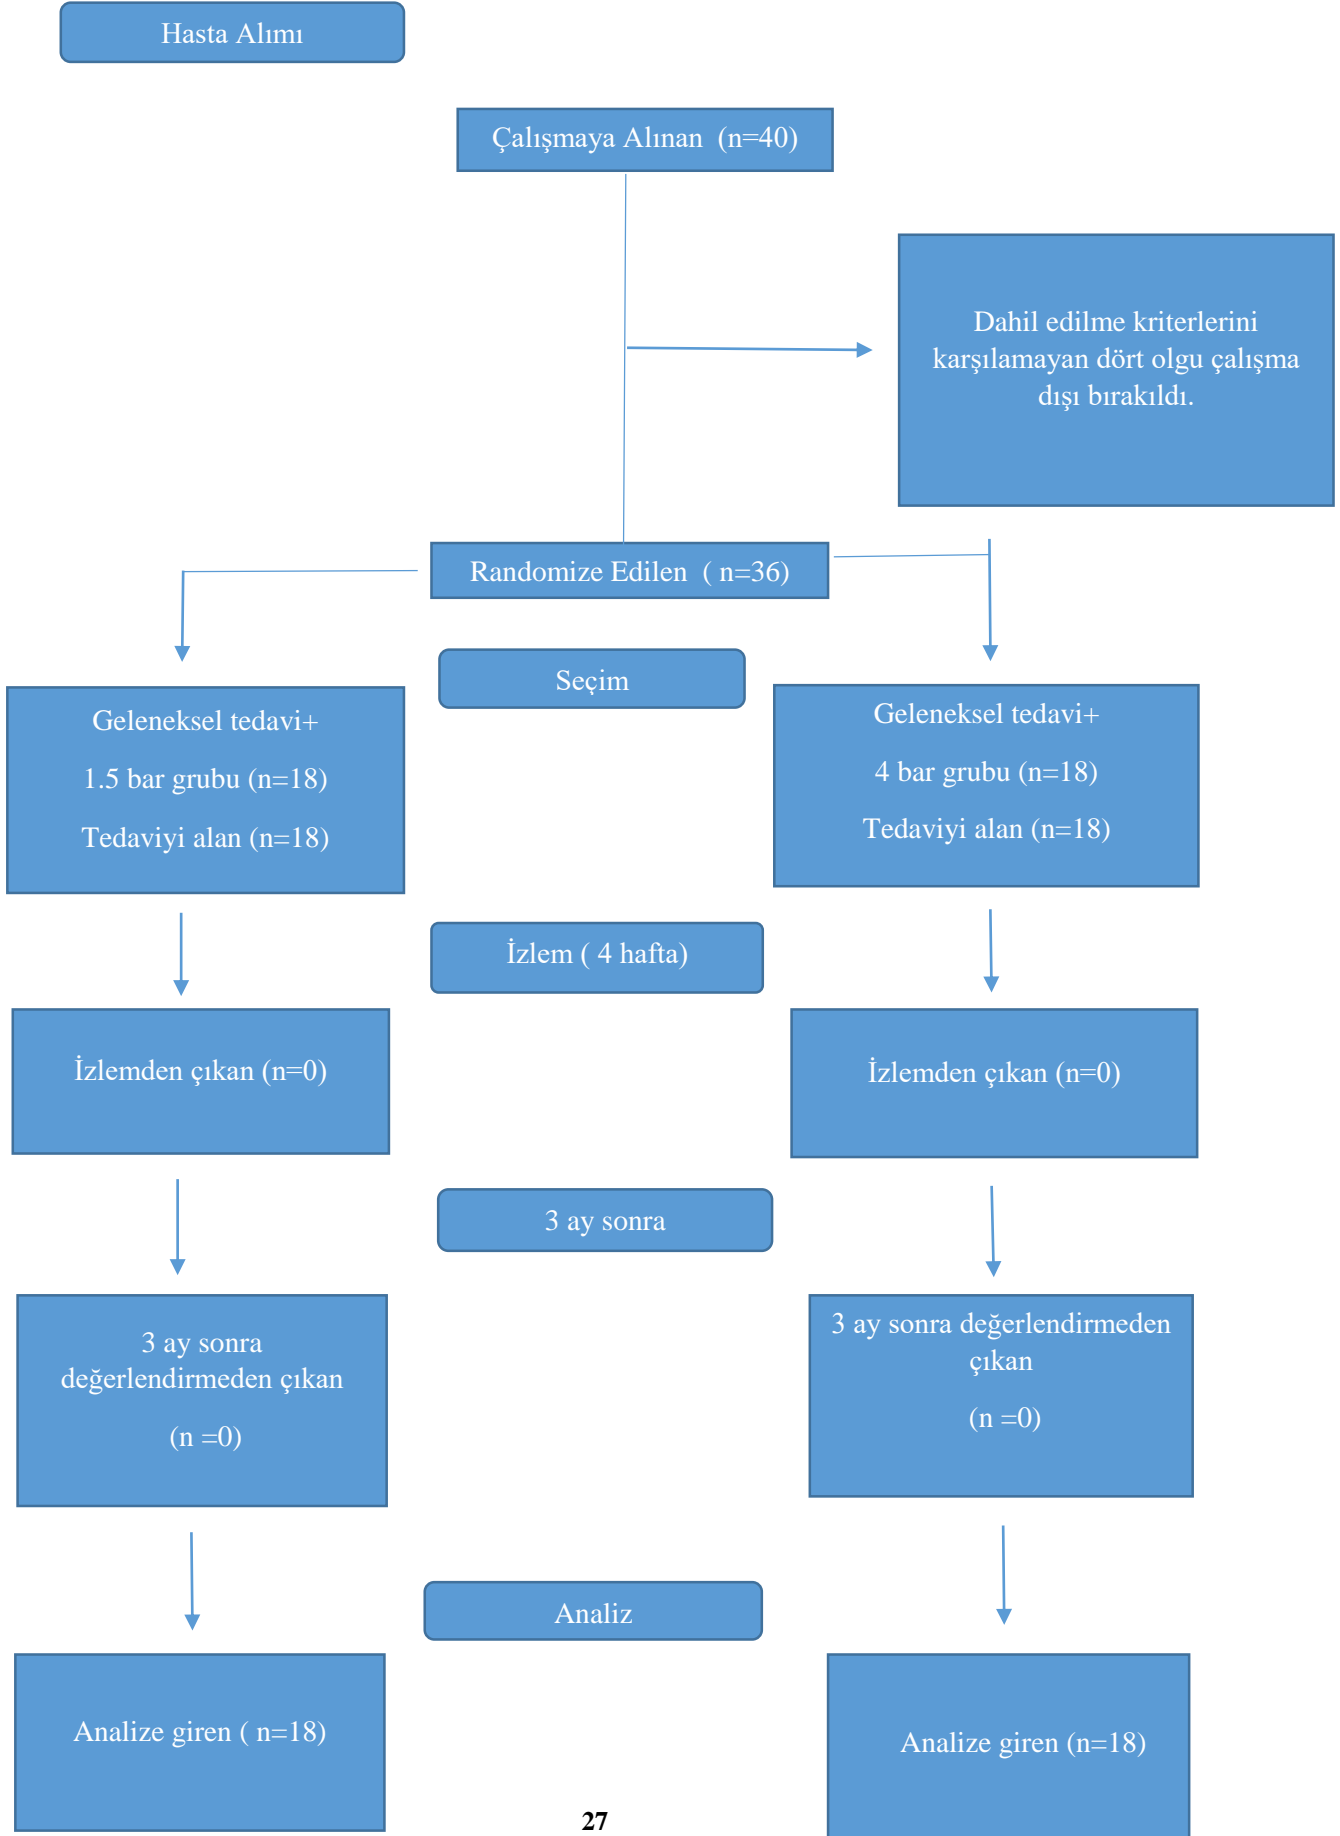 Hasta Alımı
Çalışmaya Alınan (n=40)
Dahil edilme kriterlerini
karşılamayan dört olgu çalışma
dışı bırakıldı.
Randomize Edilen ( n=36)
Seçim
Geleneksel tedavi+
1.5 bar grubu (n=18)
Tedaviyi alan (n=18)
Geleneksel tedavi+
4 bar grubu (n=18)
Tedaviyi alan (n=18)
İzlem ( 4 hafta)
İzlemden çıkan (n=0)
İzlemden çıkan (n=0)
3 ay sonra
3 ay sonra
değerlendirmeden çıkan
(n =0)
3 ay sonra değerlendirmeden
çıkan
(n =0)
Analiz
Analize giren ( n=18)
Analize giren (n=18)
27